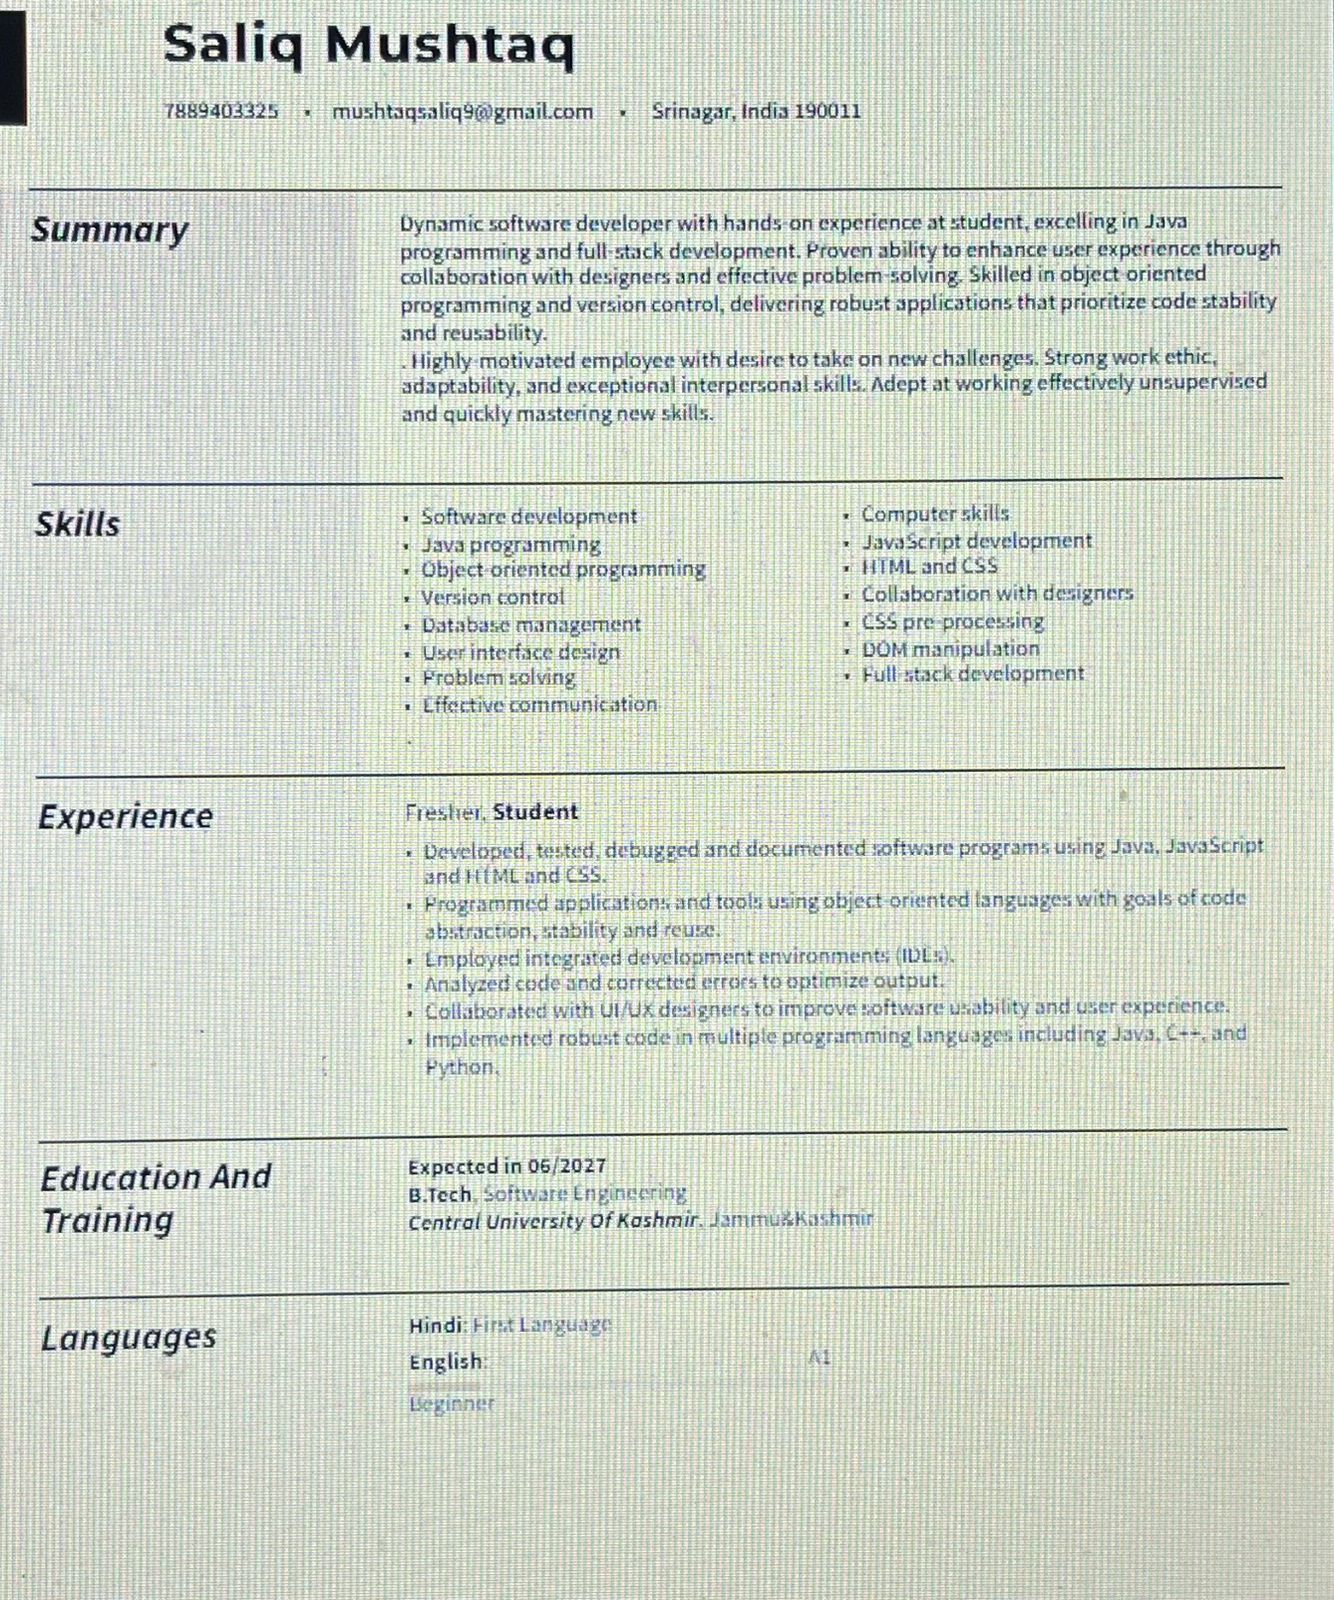 Saliq Mushtaq
7889403325 • mushtaqsaliq9@gmail.com • Srinagar, India 190011
Summary
Dynamic software developer with hands-on experience at student, excelling in Java
programming and full-stack development. Proven ability to enhance user experience through
collaboration with designers and effective problem-solving. Skilled in object-oriented
programming and version control, delivering robust applications that prioritize code stability
and reusability.
. Highly-motivated employee with desire to take on new challenges. Strong work ethic,
adaptability, and exceptional interpersonal skills. Adept at working effectively unsupervised
and quickly mastering new skills.
Skills
• Software development
• Java programming
• Object-oriented programming
• Version control
• Database management
• User interface design
• Problem solving
• Effective communication
• Computer skills
• JavaScript development
• HTML and CSS
• Collaboration with designers
• CSS pre-processing
• DOM manipulation
• Full-stack development
Experience
Fresher, Student
• Developed, tested, debugged and documented software programs using Java, JavaScript
and HTML and CSS.
• Programmed applications and tools using object-oriented languages with goals of code
abstraction, stability and reuse.
• Employed integrated development environments (IDEs).
• Analyzed code and corrected errors to optimize output.
• Collaborated with UI/UX designers to improve software usability and user experience.
• Implemented robust code in multiple programming languages including Java, C++, and
Python.
Education And
Training
Expected in 06/2027
B.Tech, Software Engineering
Central University Of Kashmir, Jammu&Kashmir
Languages
Hindi: First Language
English: A1
Beginner